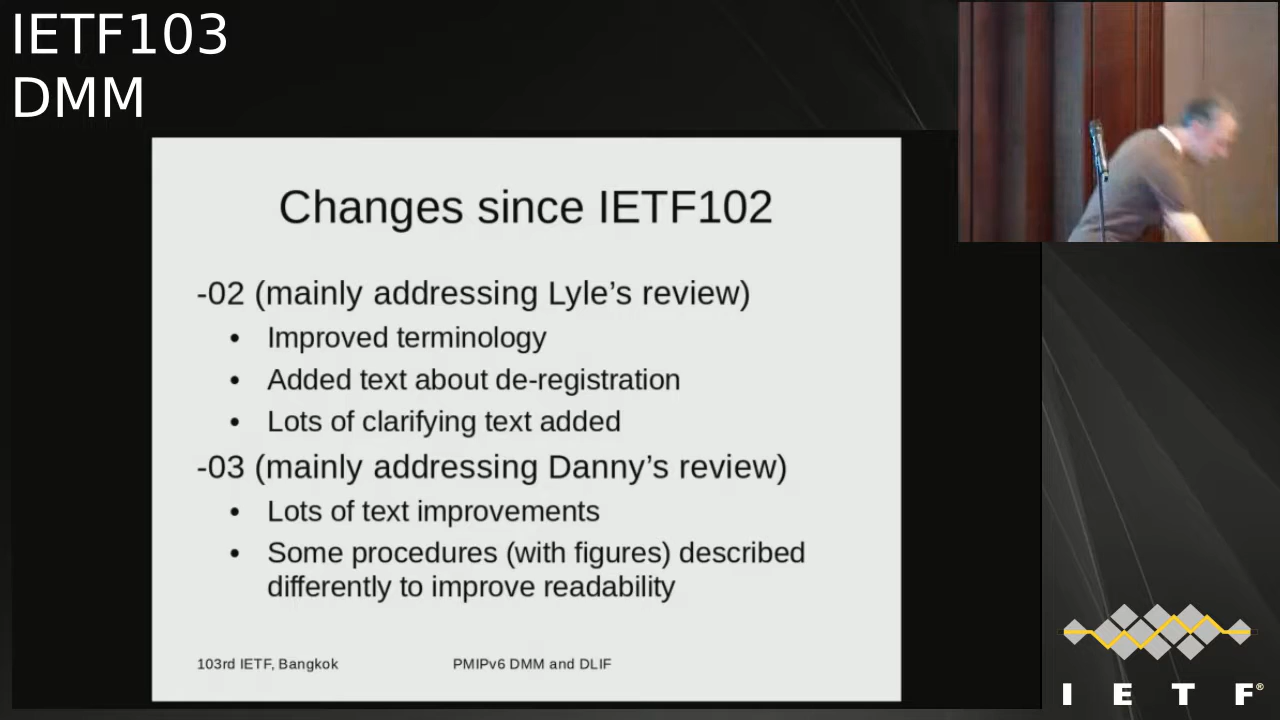 IETF103
DMM
Changes since IETF102
-02 (mainly addressing Lyle’s review)
• Improved terminology
• Added text about de-registration
• Lots of clarifying text added
-03 (mainly addressing Danny’s review)
• Lots of text improvements
• Some procedures (with figures) described
differently to improve readability
103rd IETF, Bangkok PMIPv6 DMM and DLIF
I E T F®